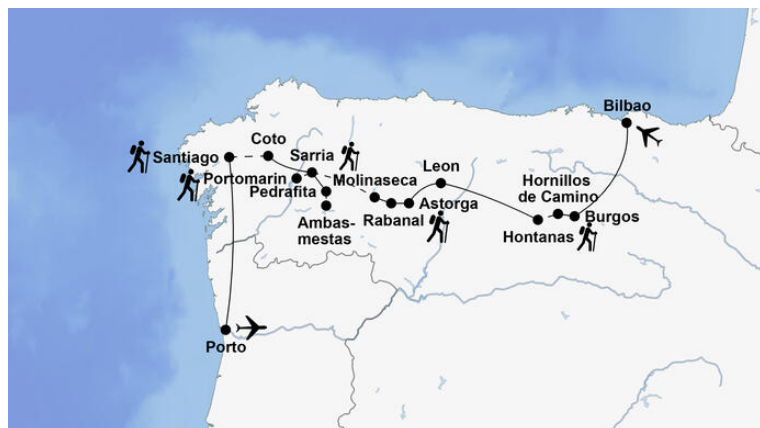 Bilbao
Coto
Santiago
Sarria
Leon
Portomarin
Molinaseca
Hornillos
de Camino
Pedrafita
Rabanal
Astorga
Burgos
Ambas-
mestas
Hontanas
Porto